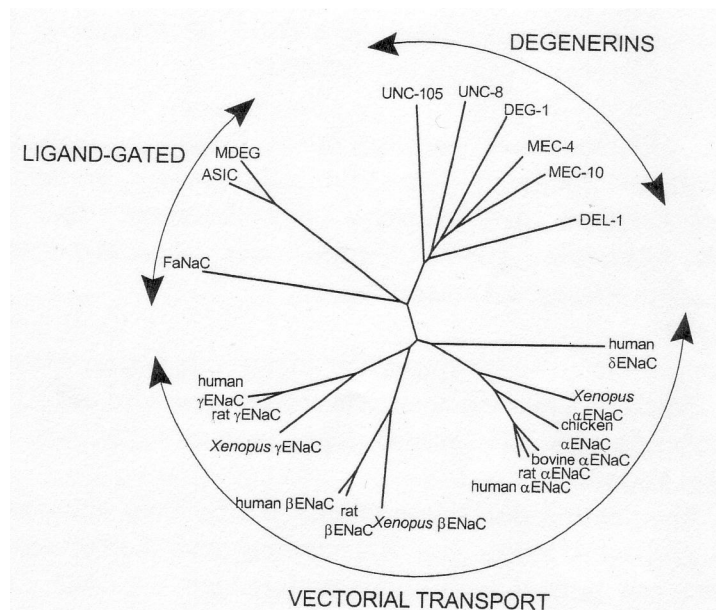 DEGENERINS
UNC-105
UNC-8
DEG-1
MEC-4
MEC-10
DEL-1
LIGAND-GATED
MDEG
ASIC
FaNaC
human
δENaC
Xenopus
αENaC
chicken
αENaC
bovine αENaC
rat αENaC
human αENaC
human
γENaC
rat γENaC
Xenopus γENaC
human βENaC
rat
βENaC
Xenopus βENaC
VECTORIAL TRANSPORT